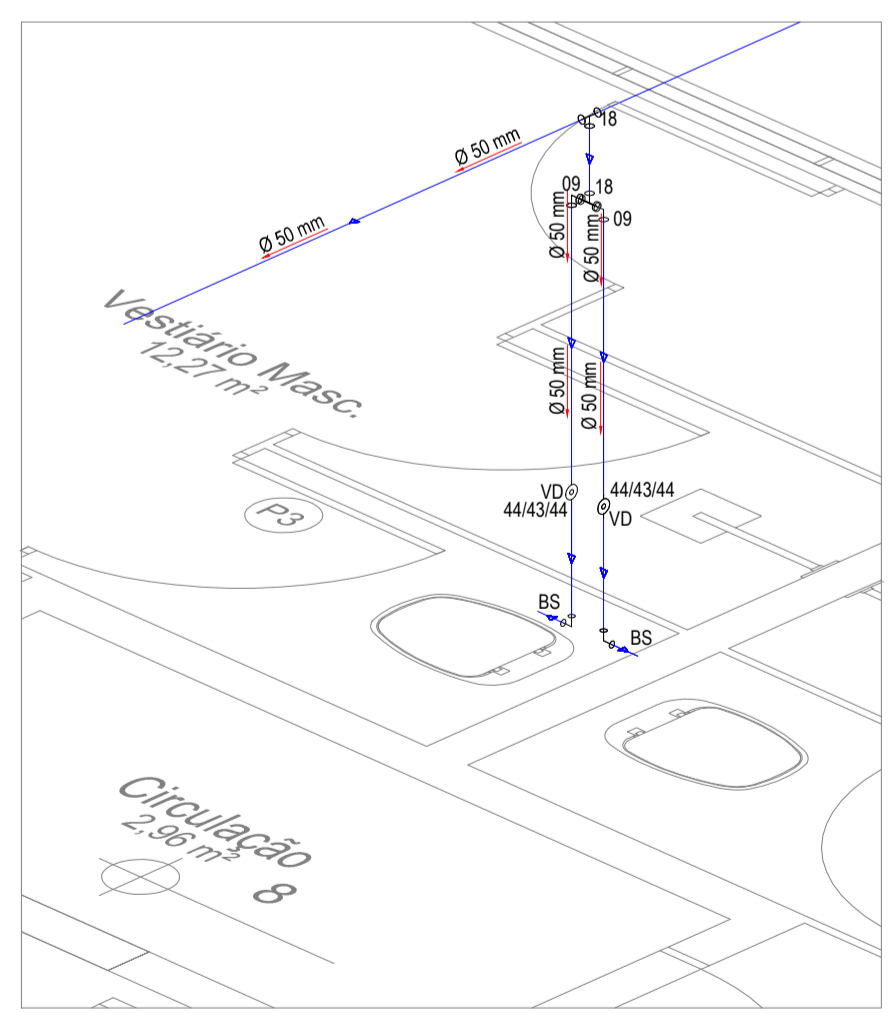 18
Ø 50 mm
09
18
09
Ø 50 mm
Ø 50 mm
Ø 50 mm
Vestiário Masc.
12,27 m²
Ø 50 mm
Ø 50 mm
VD
44/43/44
44/43/44
VD
P3
BS
BS
Circulação
2,96 m²
8